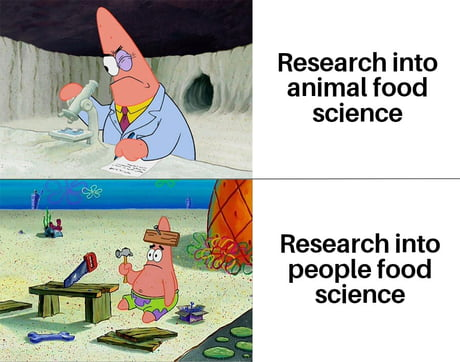 Research into
animal food
science
Research into
people food
science